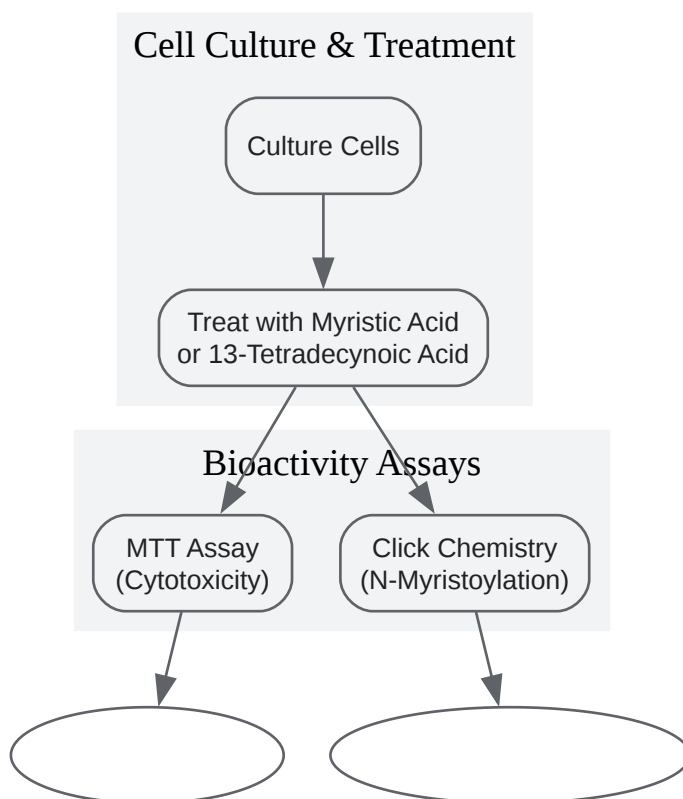 Cell Culture & Treatment
Culture Cells
Treat with Myristic Acid
or 13-Tetradecynoic Acid
Bioactivity Assays
MTT Assay
(Cytotoxicity)
Click Chemistry
(N-Myristoylation)